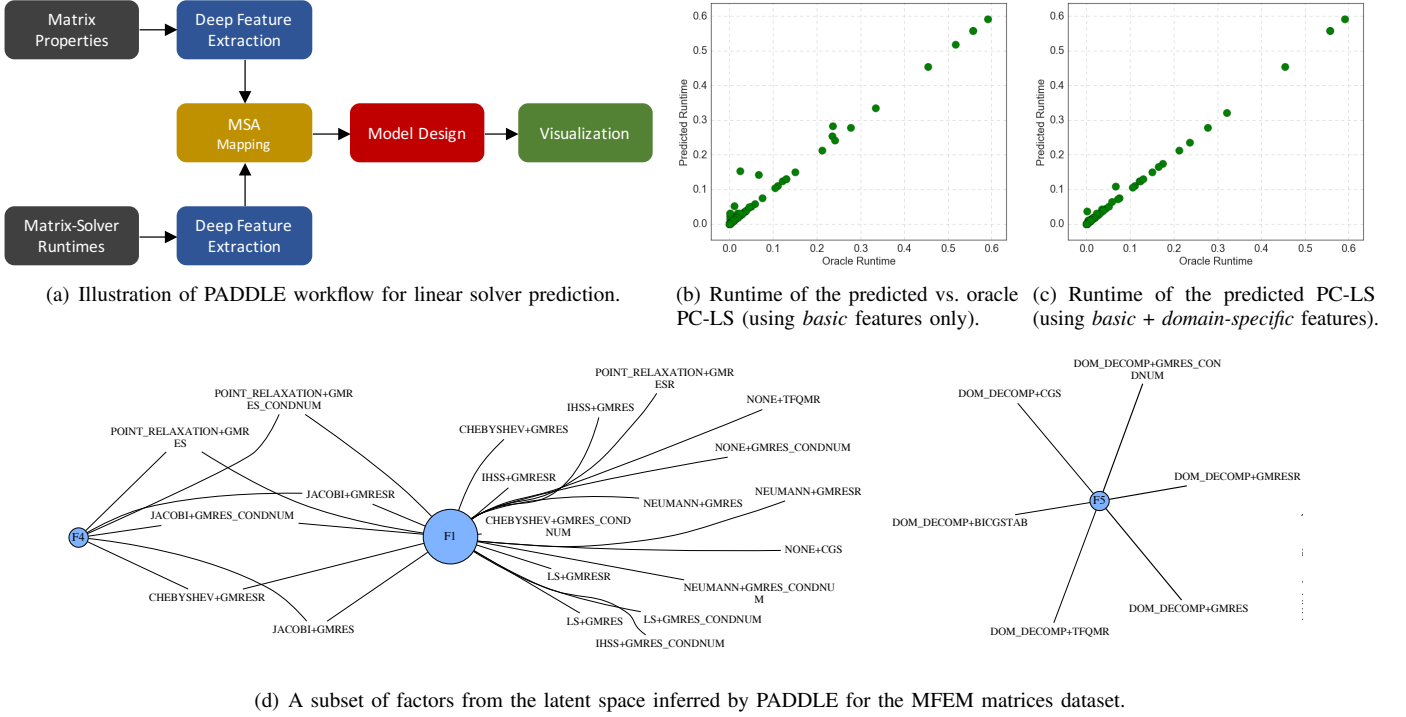 Matrix
Properties
Deep Feature
Extraction
MSA
Mapping
Model Design
Visualization
Matrix-Solver
Runtimes
Deep Feature
Extraction
(a) Illustration of PADDLE workflow for linear solver prediction.
Predicted Runtime
0.6
0.5
0.4
0.3
0.2
0.1
0.0
0.0 0.1 0.2 0.3 0.4 0.5 0.6
Oracle Runtime
(b) Runtime of the predicted vs. oracle
PC-LS (using basic features only).
Predicted Runtime
0.6
0.5
0.4
0.3
0.2
0.1
0.0
0.0 0.1 0.2 0.3 0.4 0.5 0.6
Oracle Runtime
(c) Runtime of the predicted PC-LS
(using basic + domain-specific features).
POINT_RELAXATION+GMR
ES_CONDNUM
POINT_RELAXATION+GMR
ES
JACOBI+GMRESR
JACOBI+GMRES_CONDNUM
F4
CHEBYSHEV+GMRESR
JACOBI+GMRES
F1
POINT_RELAXATION+GMR
ESR
IHSS+GMRES
NONE+TFQMR
CHEBYSHEV+GMRES
NONE+GMRES_CONDNUM
IHSS+GMRESR
NEUMANN+GMRESR
NEUMANN+GMRES
CHEBYSHEV+GMRES_COND
NUM
NONE+CGS
LS+GMRESR
NEUMANN+GMRES_CONDNU
M
LS+GMRES
LS+GMRES_CONDNUM
IHSS+GMRES_CONDNUM
DOM_DECOMP+GMRES_CON
DNUM
DOM_DECOMP+CGS
DOM_DECOMP+GMRESR
F5
DOM_DECOMP+BICGSTAB
DOM_DECOMP+GMRES
DOM_DECOMP+TFQMR
(d) A subset of factors from the latent space inferred by PADDLE for the MFEM matrices dataset.